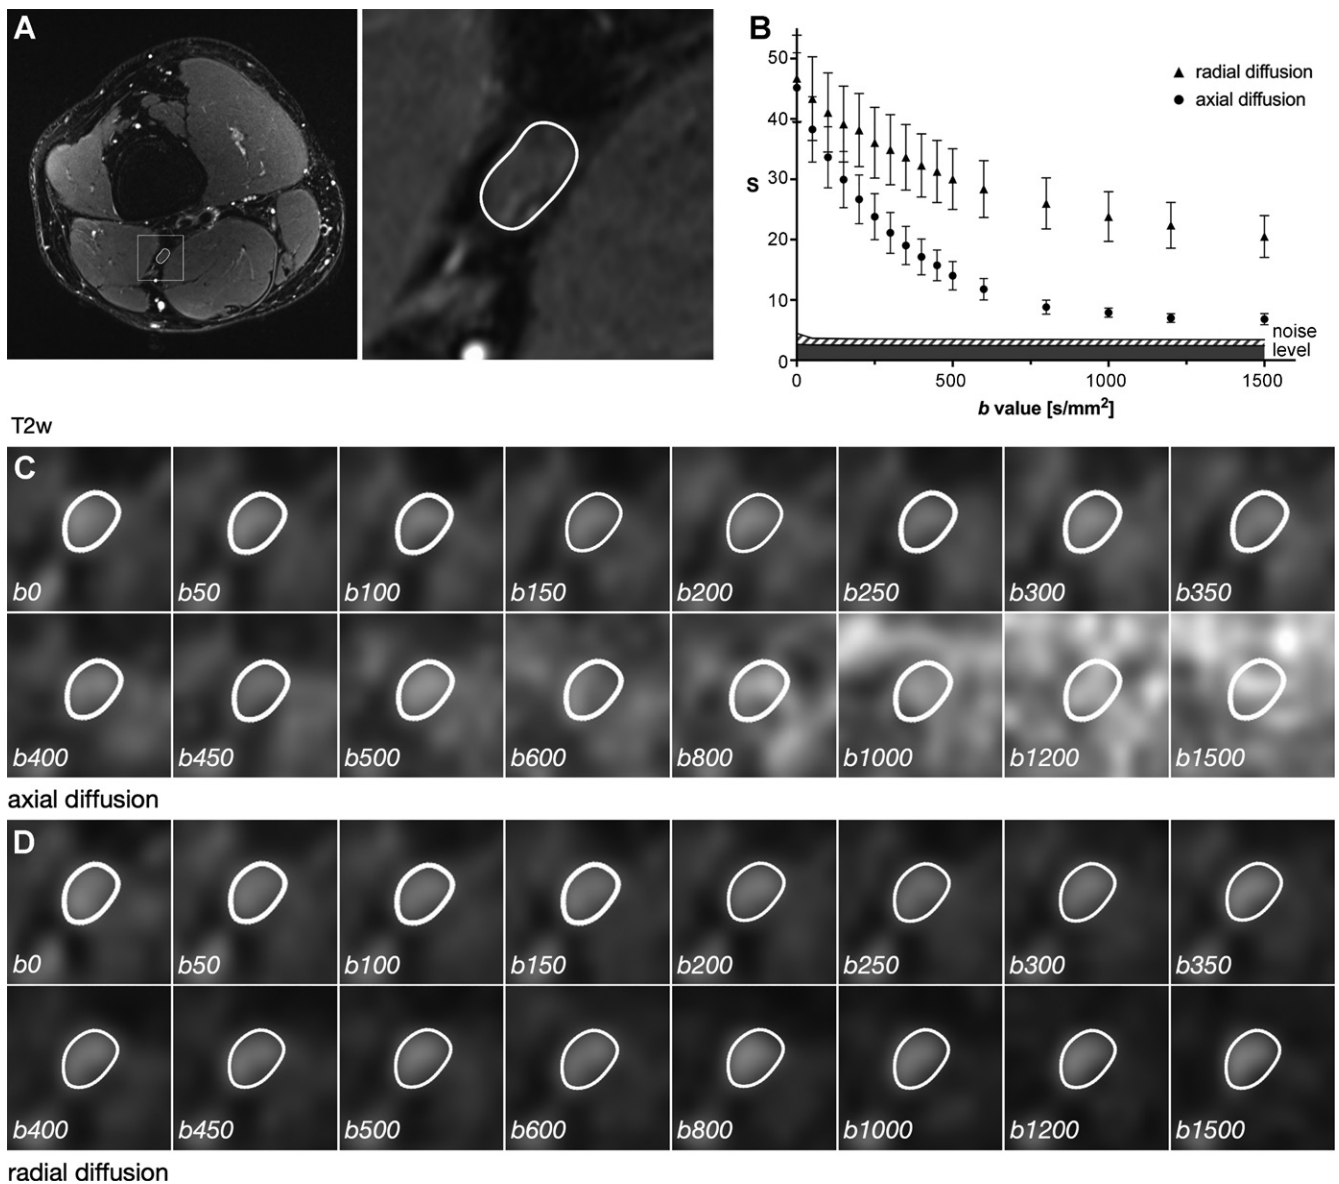 A
B
50
40
30
20
10
0
S
▲ radial diffusion
● axial diffusion
noise
level
0 500 1000 1500
b value [s/mm²]
T2w
C
b0 b50 b100 b150 b200 b250 b300 b350
b400 b450 b500 b600 b800 b1000 b1200 b1500
axial diffusion
D
b0 b50 b100 b150 b200 b250 b300 b350
b400 b450 b500 b600 b800 b1000 b1200 b1500
radial diffusion